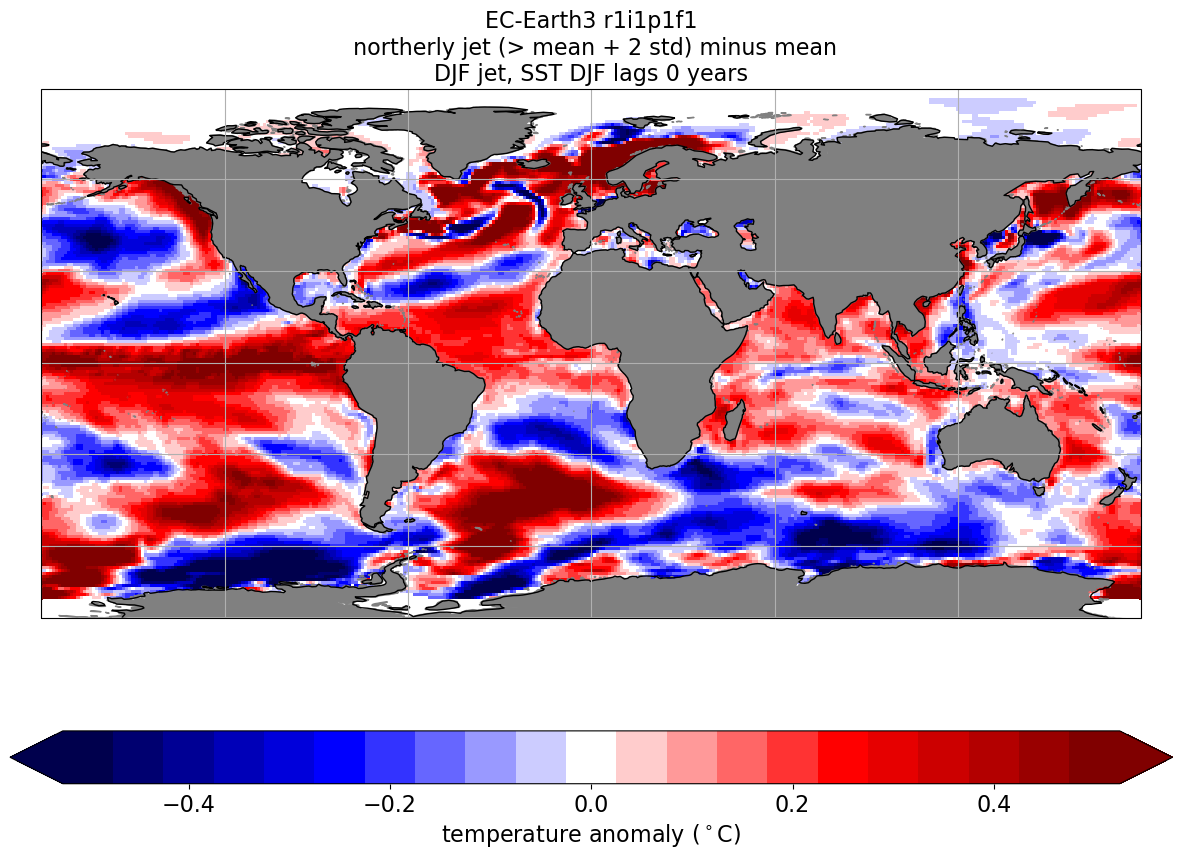 EC-Earth3 r1i1p1f1
northerly jet (> mean + 2 std) minus mean
DJF jet, SST DJF lags 0 years
−0.4 −0.2 0.0 0.2 0.4
temperature anomaly (°C)